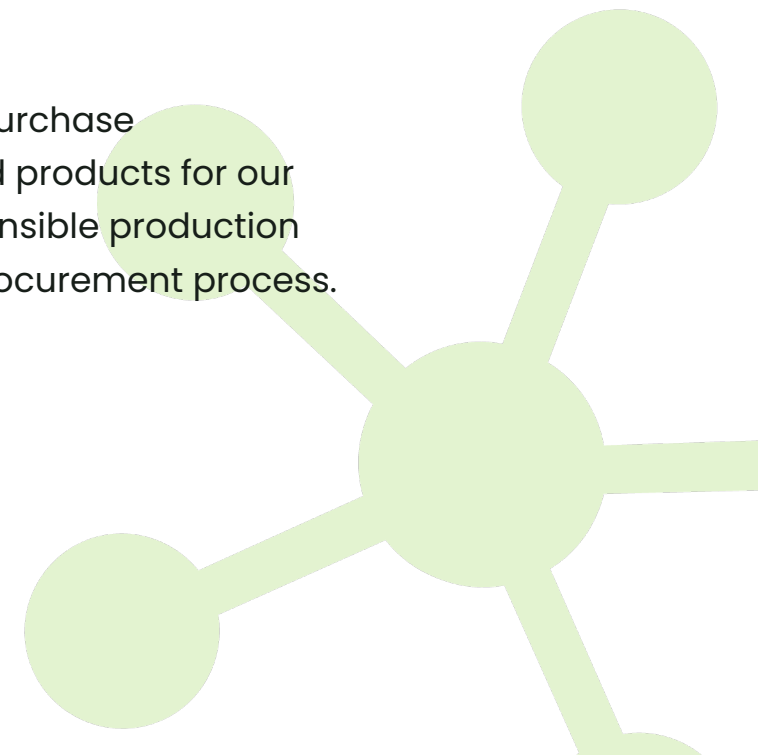 urchase
products for our
nsible production
ocurement process.